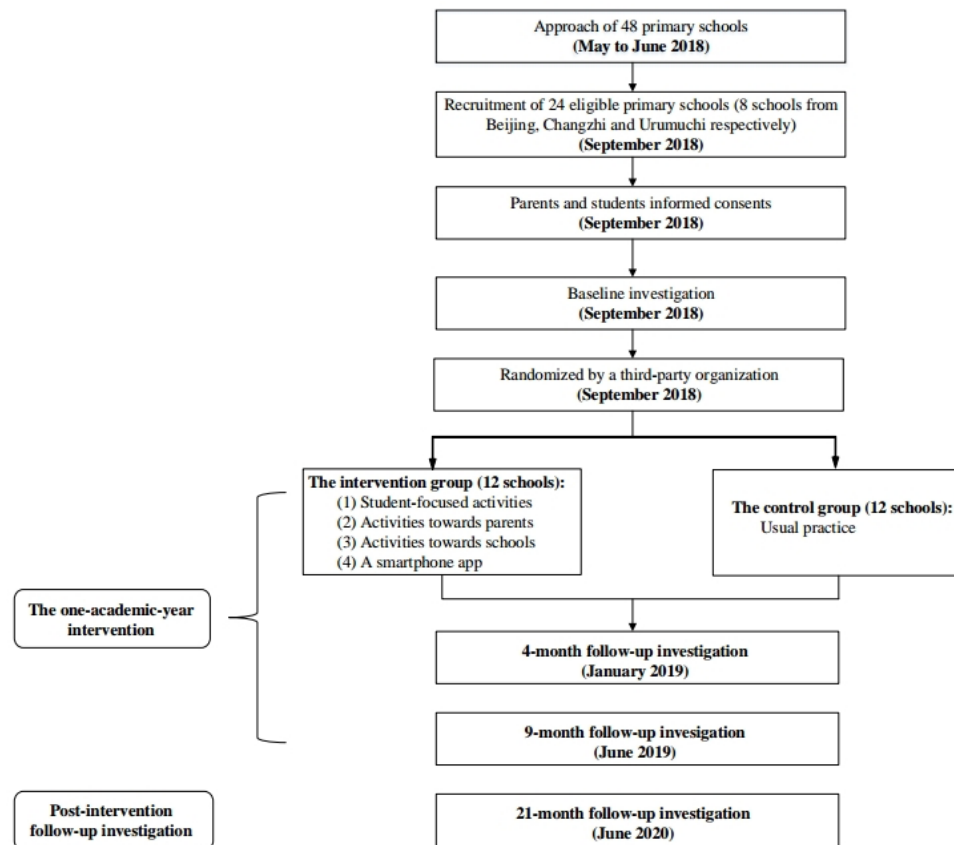 Approach of 48 primary schools
(May to June 2018)
Recruitment of 24 eligible primary schools (8 schools from
Beijing, Changzhi and Urumuchi respectively)
(September 2018)
Parents and students informed consents
(September 2018)
Baseline investigation
(September 2018)
Randomized by a third-party organization
(September 2018)
The intervention group (12 schools):
(1) Student-focused activities
(2) Activities towards parents
(3) Activities towards schools
(4) A smartphone app
The control group (12 schools):
Usual practice
The one-academic-year
intervention
4-month follow-up investigation
(January 2019)
9-month follow-up invesigation
(June 2019)
Post-intervention
follow-up investigation
21-month follow-up investigation
(June 2020)